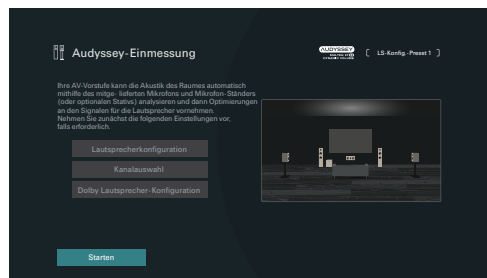 Audyssey-Einmessung
AUDYSSEY
LS-Konfig.-Preset 1
Ihre AV-Vorstufe kann die Akustik des Raumes automatisch
mithilfe des mitge- lieferten Mikrofons und Mikrofon-Ständers
(oder optionalen Stativs) analysieren und dann Optimierungen
an den Signalen für die Lautsprecher vornehmen.
Nehmen Sie zunächst die folgenden Einstellungen vor,
falls erforderlich.
Lautsprecherkonfiguration
Kanalauswahl
Dolby Lautsprecher-Konfiguration
Starten